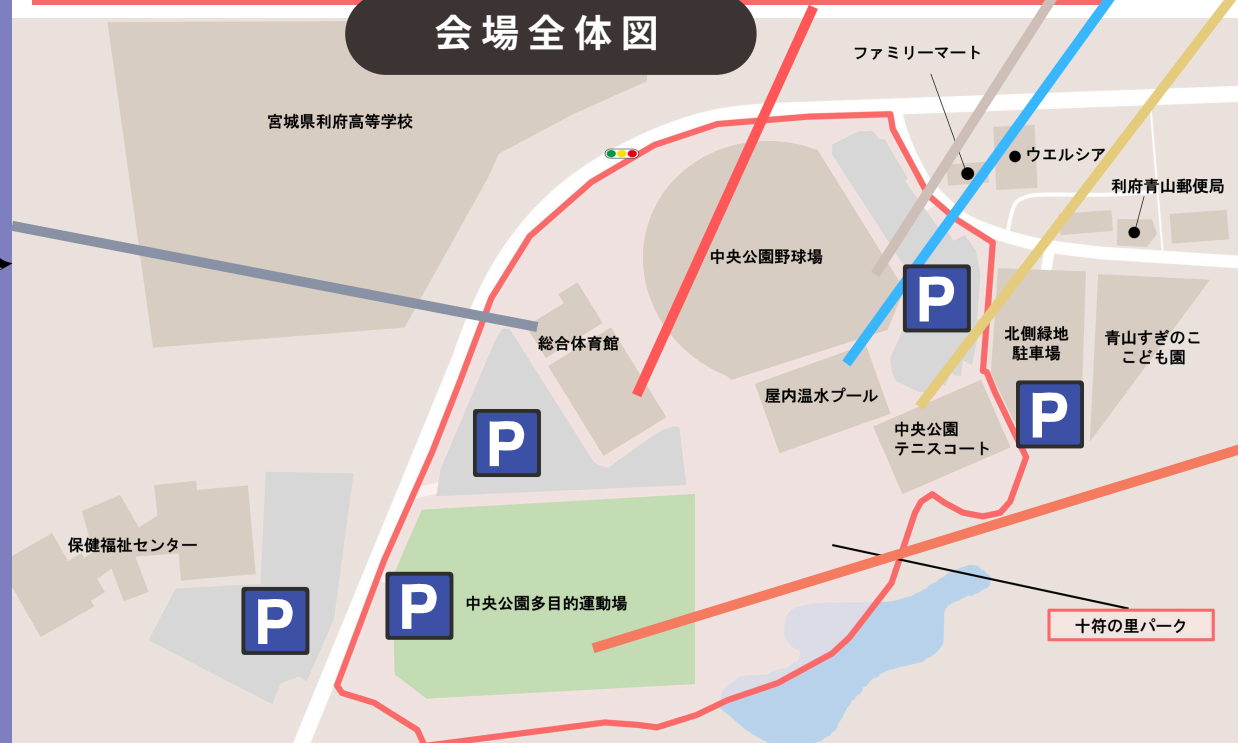 会場全体図
ファミリーマート
宮城県利府高等学校
ウエルシア
利府青山郵便局
中央公園野球場
P
総合体育館
北側緑地
駐車場
青山すぎのこ
こども園
屋内温水プール
P
中央公園
テニスコート
P
保健福祉センター
P
中央公園多目的運動場
P
十符の里パーク